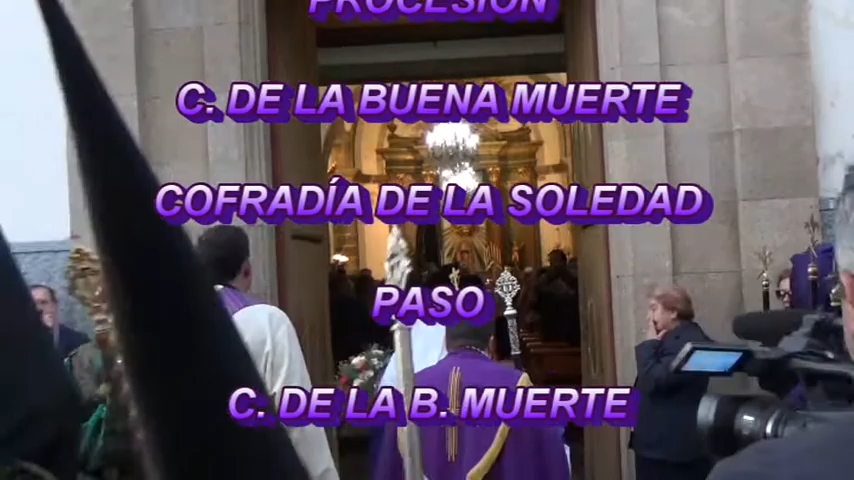 PROCESIÓN
C. DE LA BUENA MUERTE
COFRADÍA DE LA SOLEDAD
PASO
C. DE LA B. MUERTE